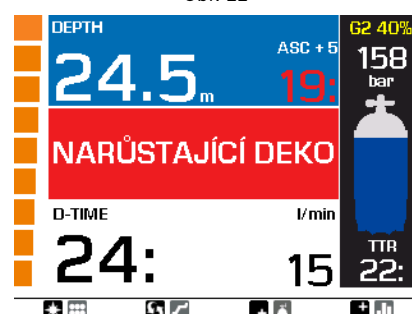 DEPTH
ASC + 5
G2 40%
24.5m
19:
158
bar
NARŮSTAJÍCÍ DEKO
D-TIME
l/min
24:
15
TTR
22: